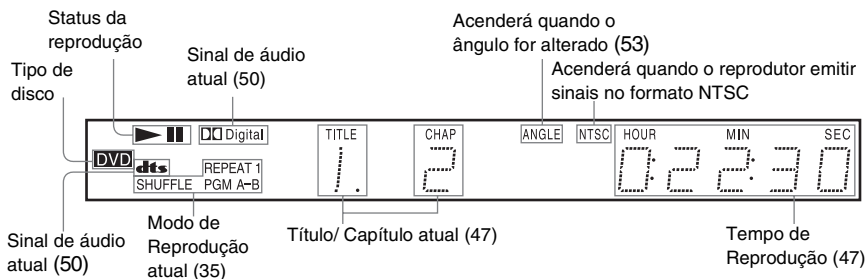 Status da
reprodução
Tipo de
disco
Sinal de áudio
atual (50)
Acenderá quando o
ângulo for alterado (53)
Acenderá quando o reprodutor emitir
sinais no formato NTSC
DVD
Digital
dts
REPEAT 1
SHUFFLE PGM A–B
TITLE
1.
CHAP
2
ANGLE
NTSC
HOUR MIN SEC
0:22:30
Sinal de áudio
atual (50)
Modo de
Reprodução
atual (35)
Título/ Capítulo atual (47)
Tempo de
Reprodução (47)